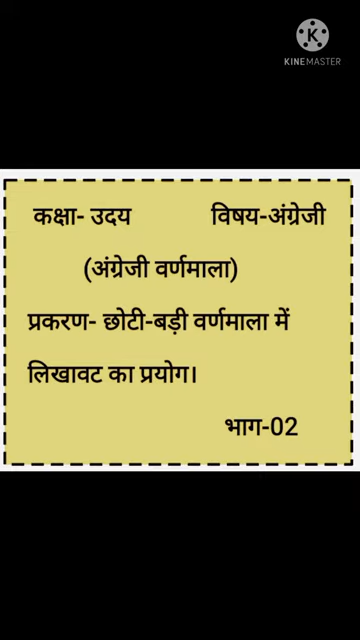 KINEMASTER
कक्षा- उदय विषय-अंग्रेजी
(अंग्रेजी वर्णमाला)
प्रकरण- छोटी-बड़ी वर्णमाला में
लिखावट का प्रयोग।
भाग-02